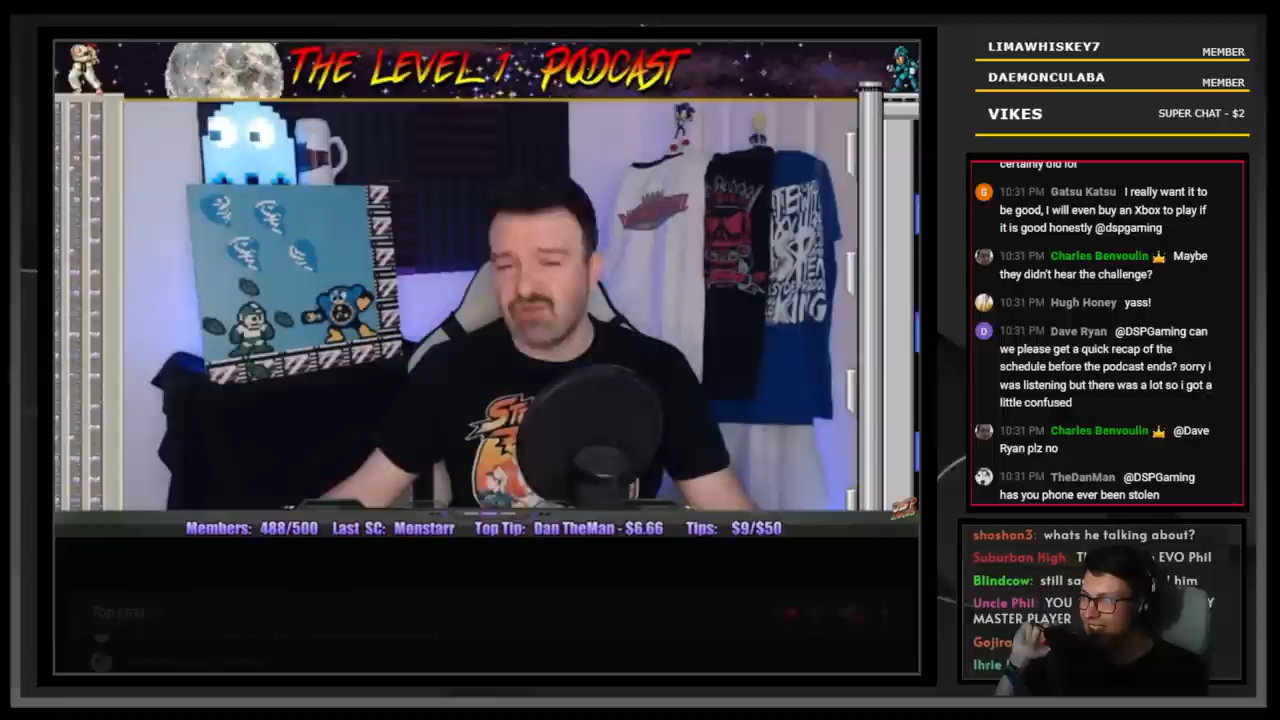 THE LEVEL 1 PODCAST
Members: 488/500 Last SC: Monstarr Top Tip: Dan TheMan - $6.66 Tips: $9/$50
Top chat
LIMAWHISKEY7 MEMBER
DAEMONCULABA MEMBER
VIKES SUPER CHAT - $2
certainly did lol
G 10:31 PM Gatsu Katsu I really want it to
be good, I will even buy an Xbox to play if
it is good honestly @dspgaming
10:31 PM Charles Benvoulin Maybe
they didn't hear the challenge?
10:31 PM Hugh Honey yass!
D 10:31 PM Dave Ryan @DSPGaming can
we please get a quick recap of the
schedule before the podcast ends? sorry i
was listening but there was a lot so i got a
little confused
10:31 PM Charles Benvoulin @Dave
Ryan plz no
10:31 PM TheDanMan @DSPGaming
has you phone ever been stolen
shoshon3: whats he talking about?
Suburban High: EVO Phil
Blindcow: still him
Uncle Phil: YOU
MASTER PLAYER
Gojira
Ihrie